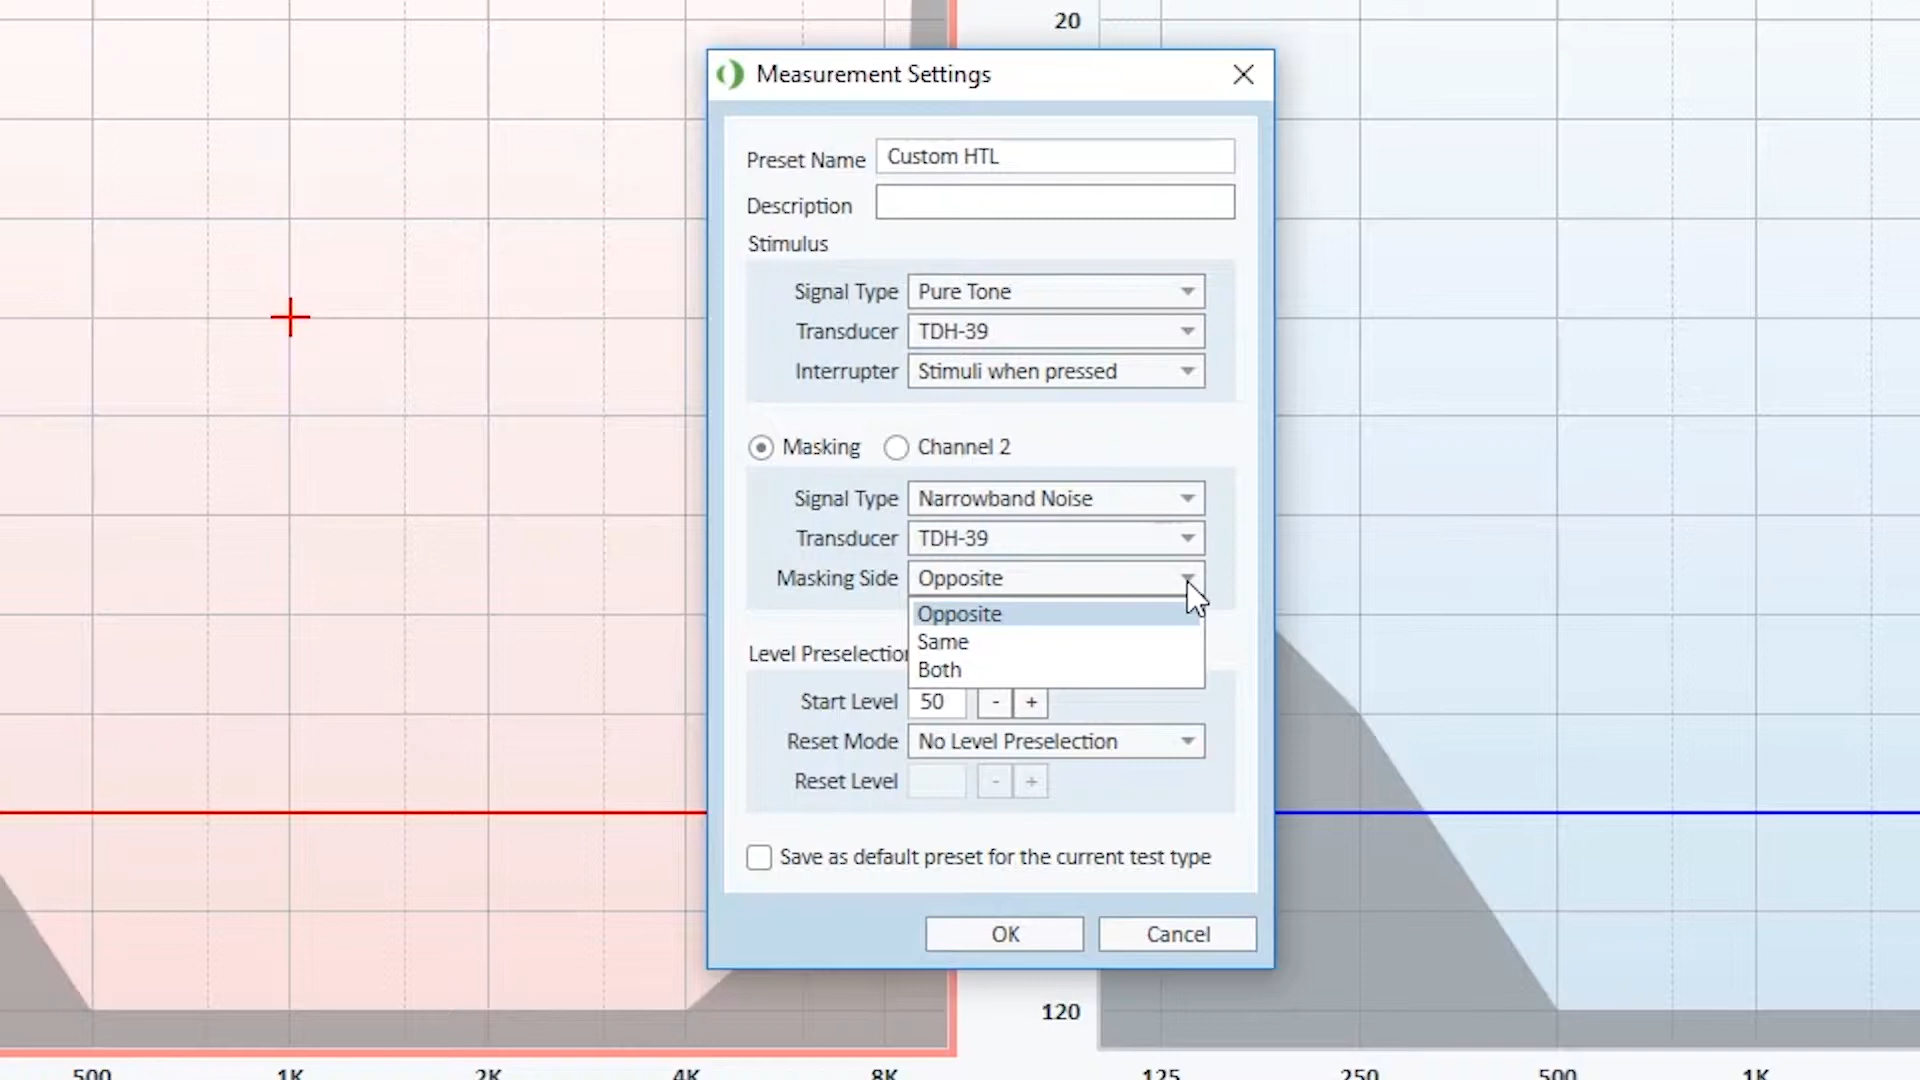 20
Measurement Settings
Preset Name Custom HTL
Description
Stimulus
Signal Type Pure Tone
Transducer TDH-39
Interrupter Stimuli when pressed
Masking Channel 2
Signal Type Narrowband Noise
Transducer TDH-39
Masking Side Opposite
Opposite
Same
Both
Level Preselection
Start Level 50 - +
Reset Mode No Level Preselection
Reset Level - +
Save as default preset for the current test type
OK Cancel
120
500 1K 2K 4K 8K 125 250 500 1K